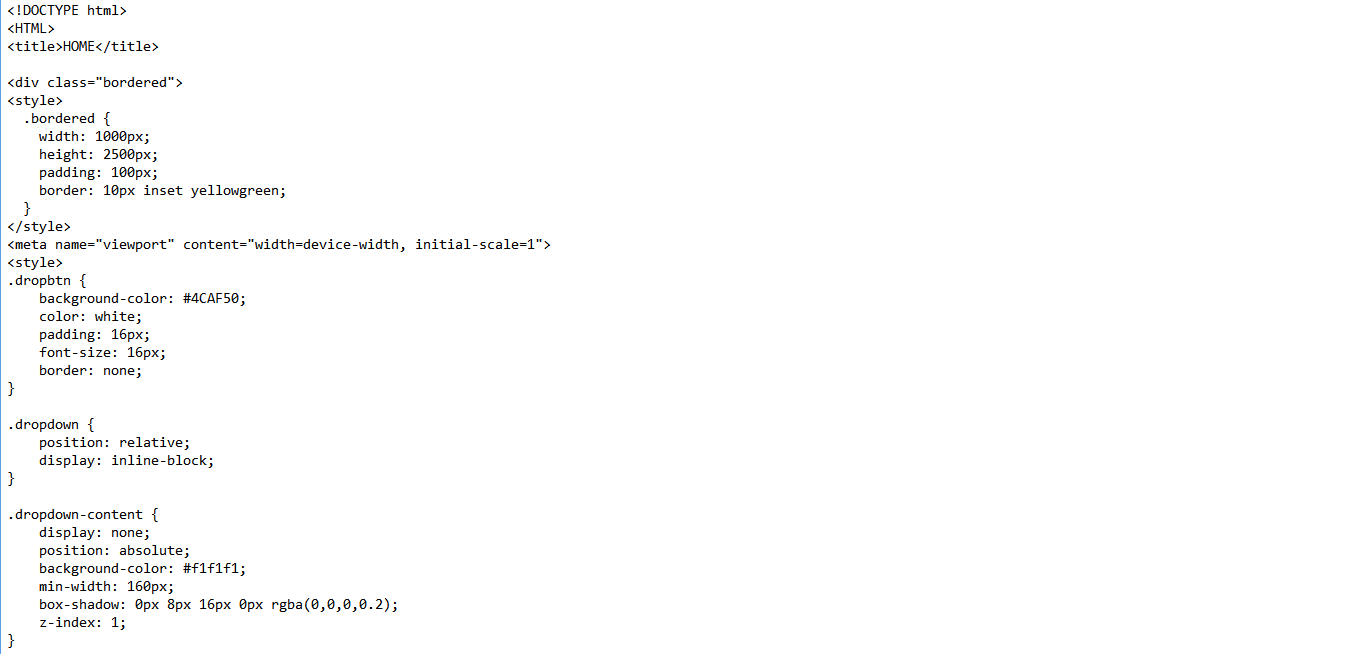 <!DOCTYPE html>
<HTML>
<title>HOME</title>

<div class="bordered">
<style>
  .bordered {
    width: 1000px;
    height: 2500px;
    padding: 100px;
    border: 10px inset yellowgreen;
  }
</style>
<meta name="viewport" content="width=device-width, initial-scale=1">
<style>
.dropbtn {
    background-color: #4CAF50;
    color: white;
    padding: 16px;
    font-size: 16px;
    border: none;
}

.dropdown {
    position: relative;
    display: inline-block;
}

.dropdown-content {
    display: none;
    position: absolute;
    background-color: #f1f1f1;
    min-width: 160px;
    box-shadow: 0px 8px 16px 0px rgba(0,0,0,0.2);
    z-index: 1;
}